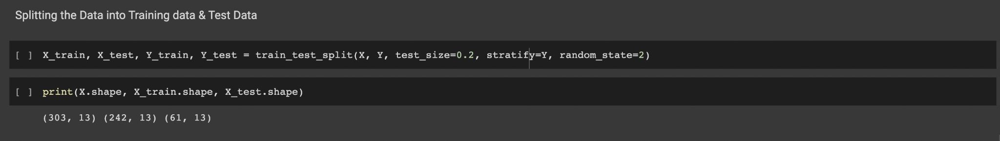 Splitting the Data into Training data & Test Data
[ ] X_train, X_test, Y_train, Y_test = train_test_split(X, Y, test_size=0.2, stratify=Y, random_state=2)
[ ] print(X.shape, X_train.shape, X_test.shape)
(303, 13) (242, 13) (61, 13)